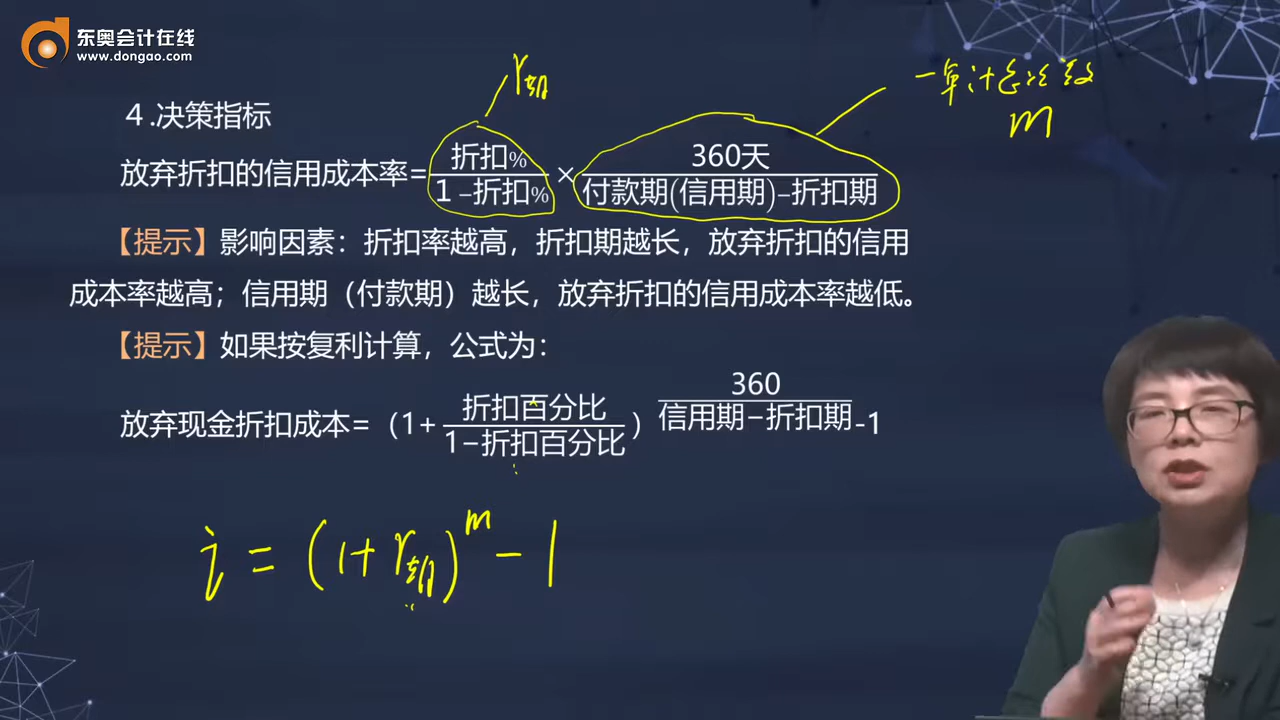 东奥会计在线
www.dongao.com
r期
一年计息次数
m
４.决策指标
放弃折扣的信用成本率=折扣%/1-折扣%×360天/付款期(信用期)-折扣期
【提示】影响因素：折扣率越高，折扣期越长，放弃折扣的信用
成本率越高；信用期（付款期）越长，放弃折扣的信用成本率越低。
【提示】如果按复利计算，公式为：
放弃现金折扣成本=（1+折扣百分比/1-折扣百分比）360/信用期-折扣期-1
i=(1+r期)m-1